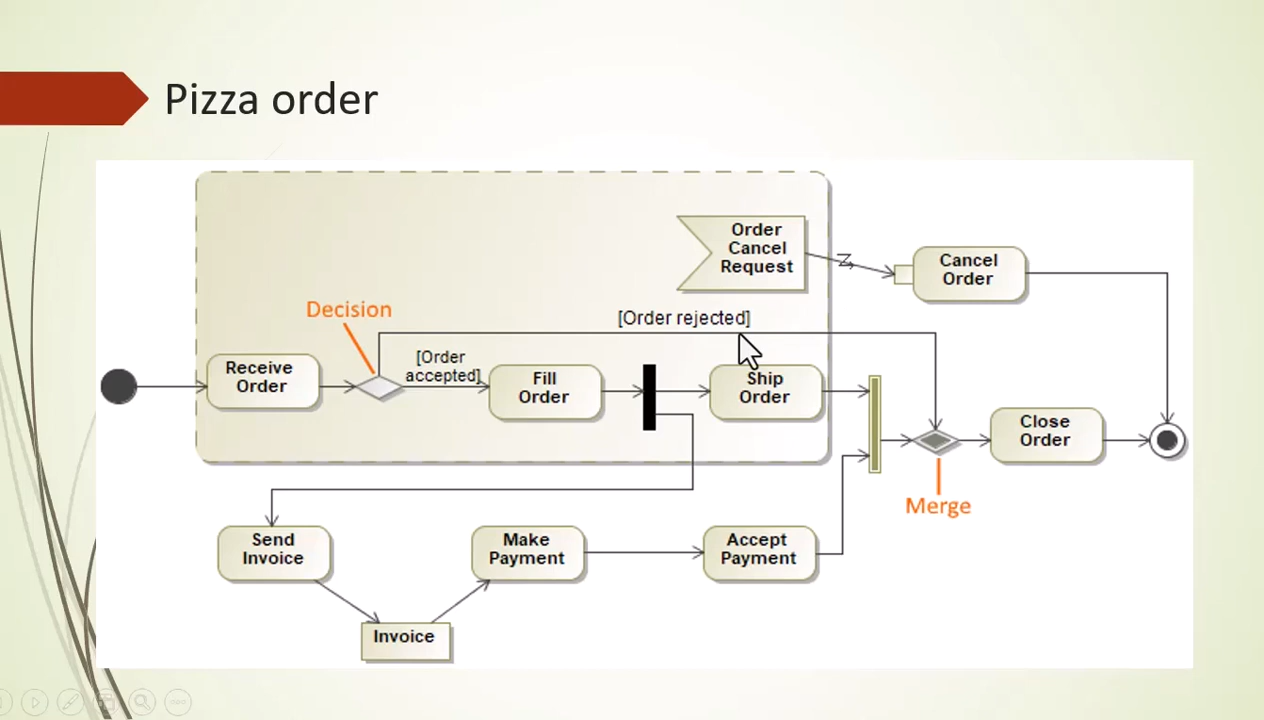 Pizza order
Order
Cancel
Request
Cancel
Order
Decision
[Order rejected]
[Order
accepted]
Receive
Order
Fill
Order
Ship
Order
Close
Order
Merge
Send
Invoice
Make
Payment
Accept
Payment
Invoice